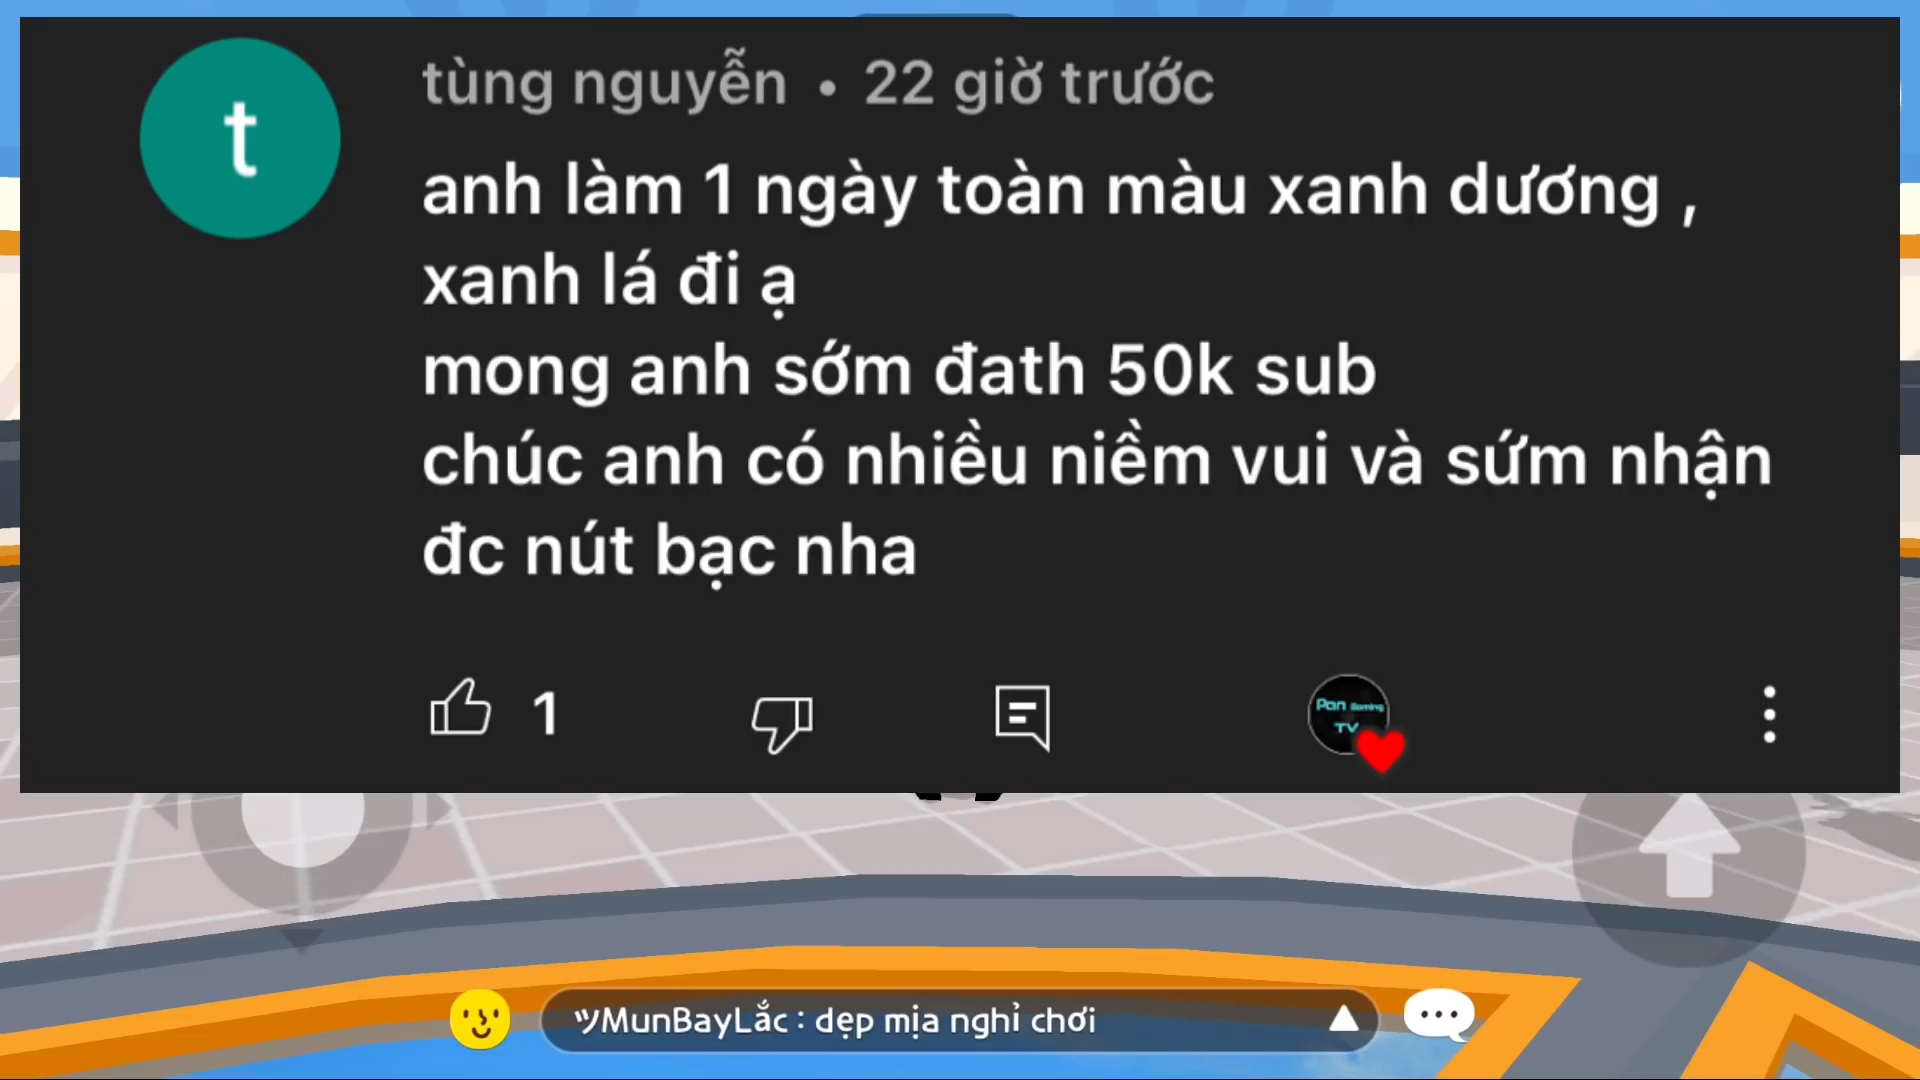 t
tùng nguyễn • 22 giờ trước
anh làm 1 ngày toàn màu xanh dương ,
xanh lá đi ạ
mong anh sớm đath 50k sub
chúc anh có nhiều niềm vui và sứm nhận
đc nút bạc nha
1
Pan Gaming
TV
ツMunBayLắc : dẹp mịa nghỉ chơi